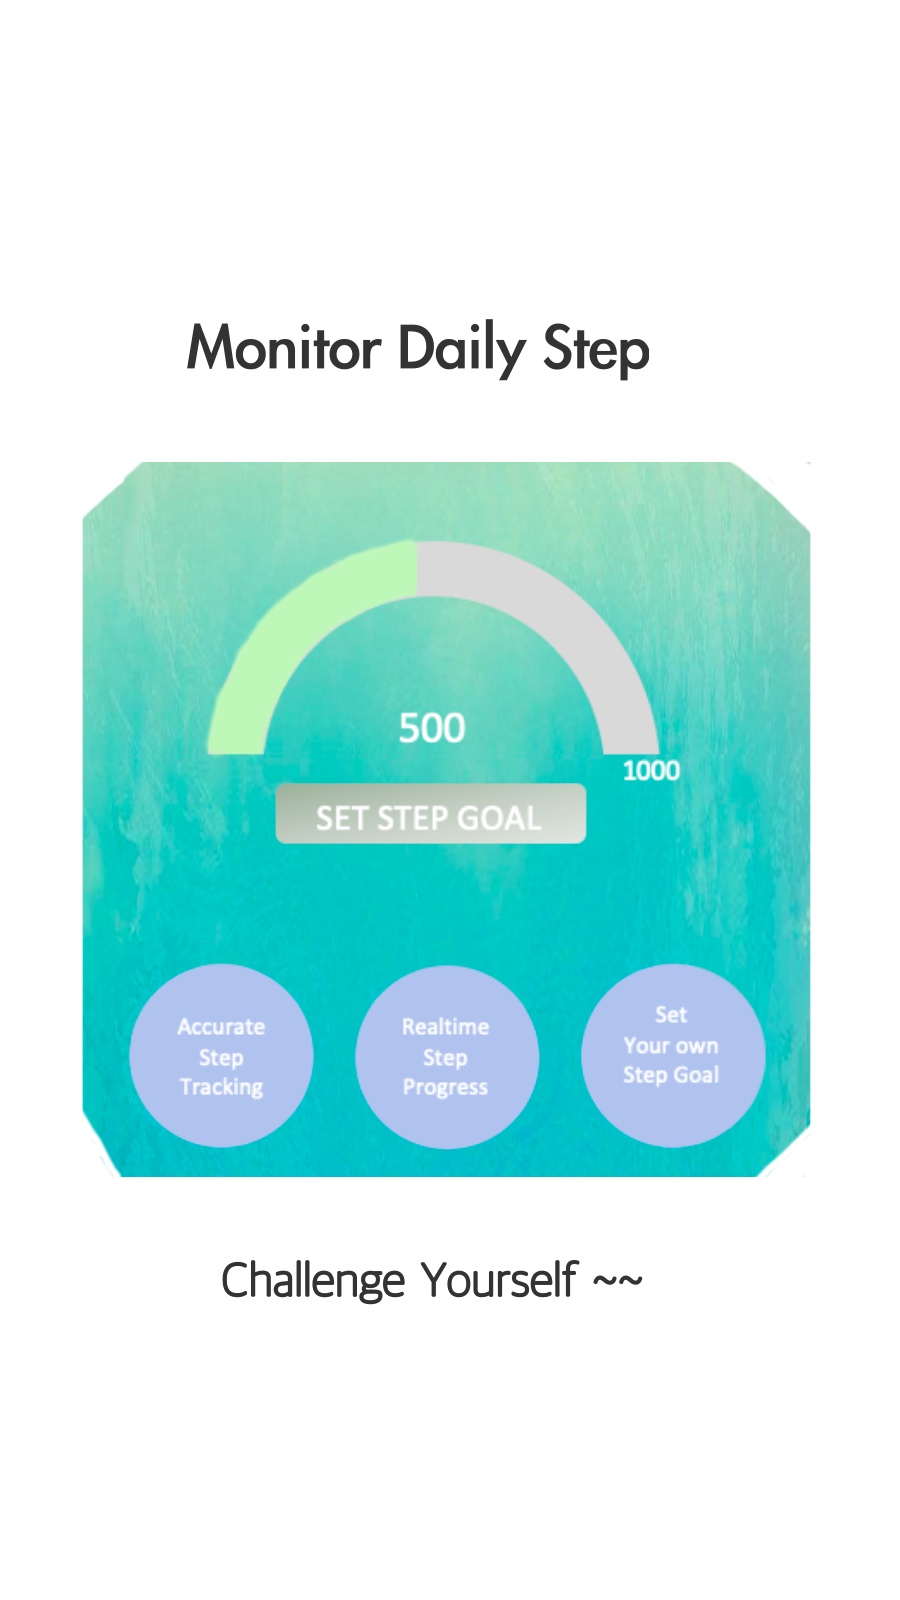 Monitor Daily Step
500
1000
SET STEP GOAL
Accurate
Step
Tracking
Realtime
Step
Progress
Set
Your own
Step Goal
Challenge Yourself ~~